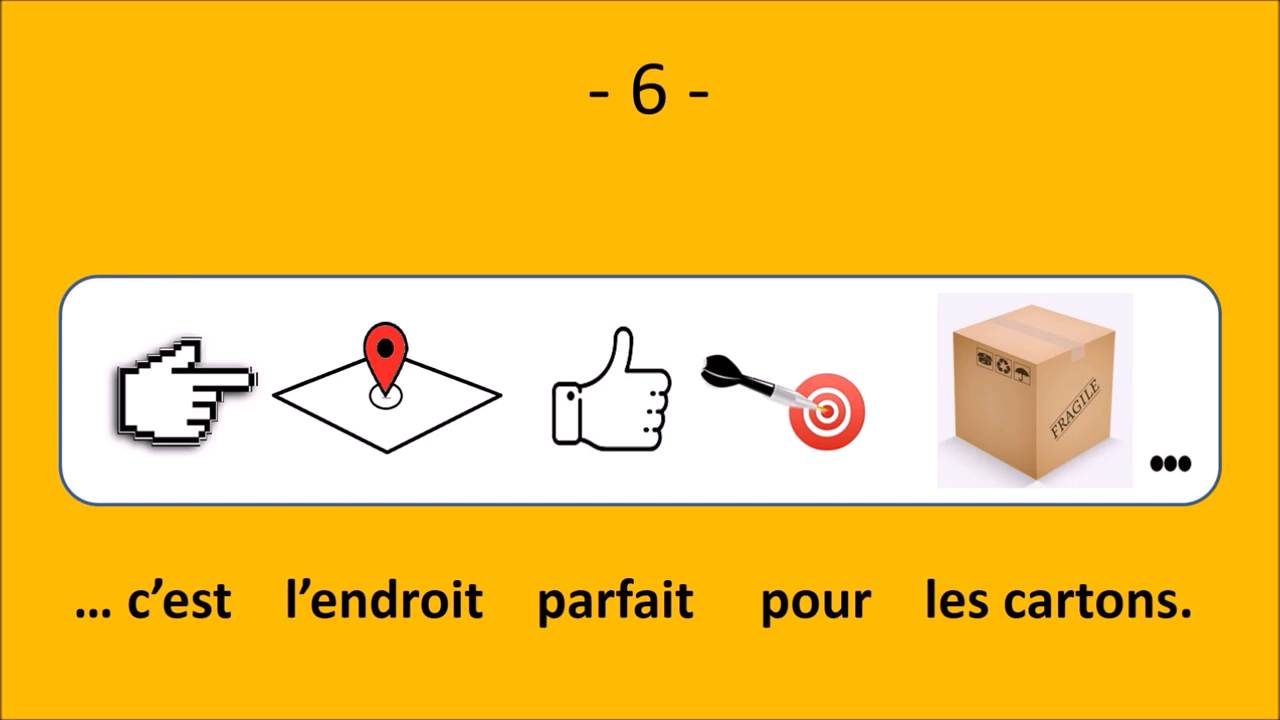 - 6 -
FRAGILE
... c’est l’endroit parfait pour les cartons.